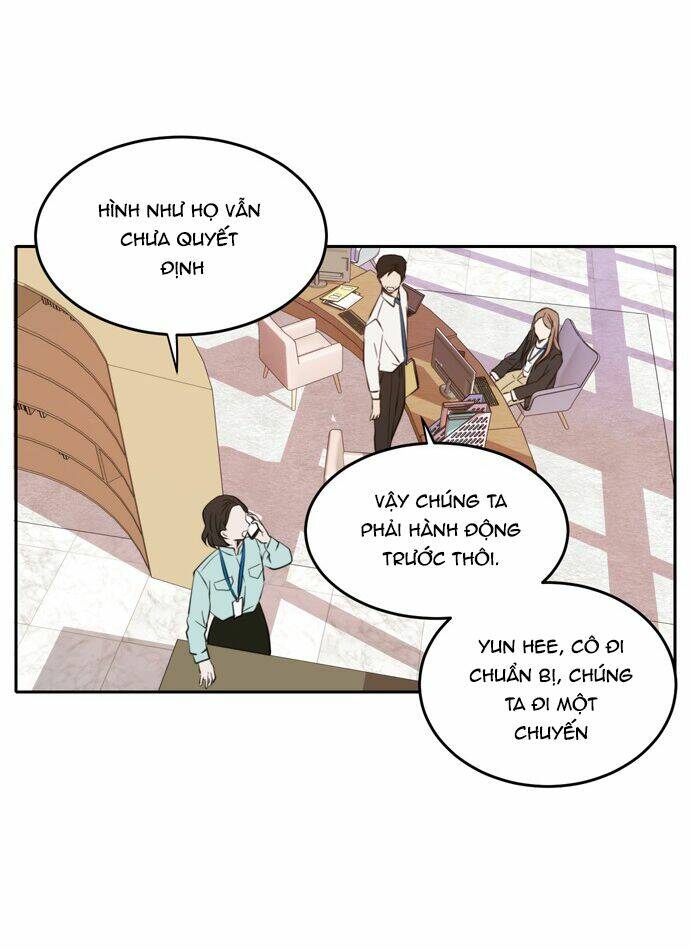 HÌNH NHƯ HỌ VẪN
CHƯA QUYẾT
ĐỊNH
VẬY CHÚNG TA
PHẢI HÀNH ĐỘNG
TRƯỚC THÔI.
YUN HEE, CÔ ĐI
CHUẨN BỊ, CHÚNG
TA ĐI MỘT
CHUYẾN